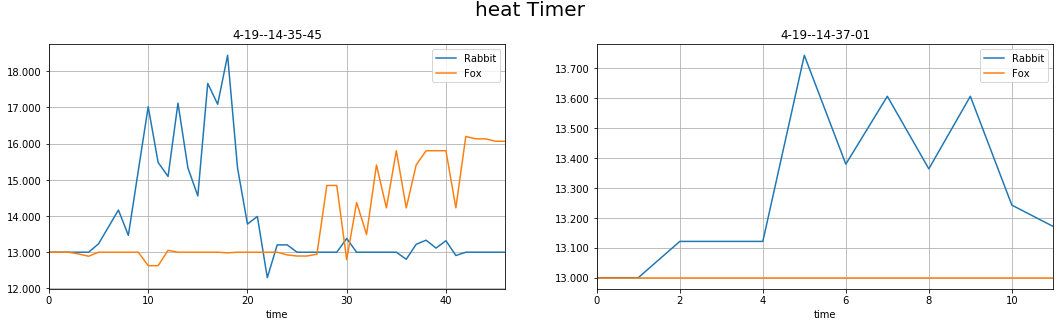 heat Timer
4-19--14-35-45
18.000
17.000
16.000
15.000
14.000
13.000
12.000
0 10 20 30 40
time
Rabbit
Fox
4-19--14-37-01
13.700
13.600
13.500
13.400
13.300
13.200
13.100
13.000
0 2 4 6 8 10
time
Rabbit
Fox